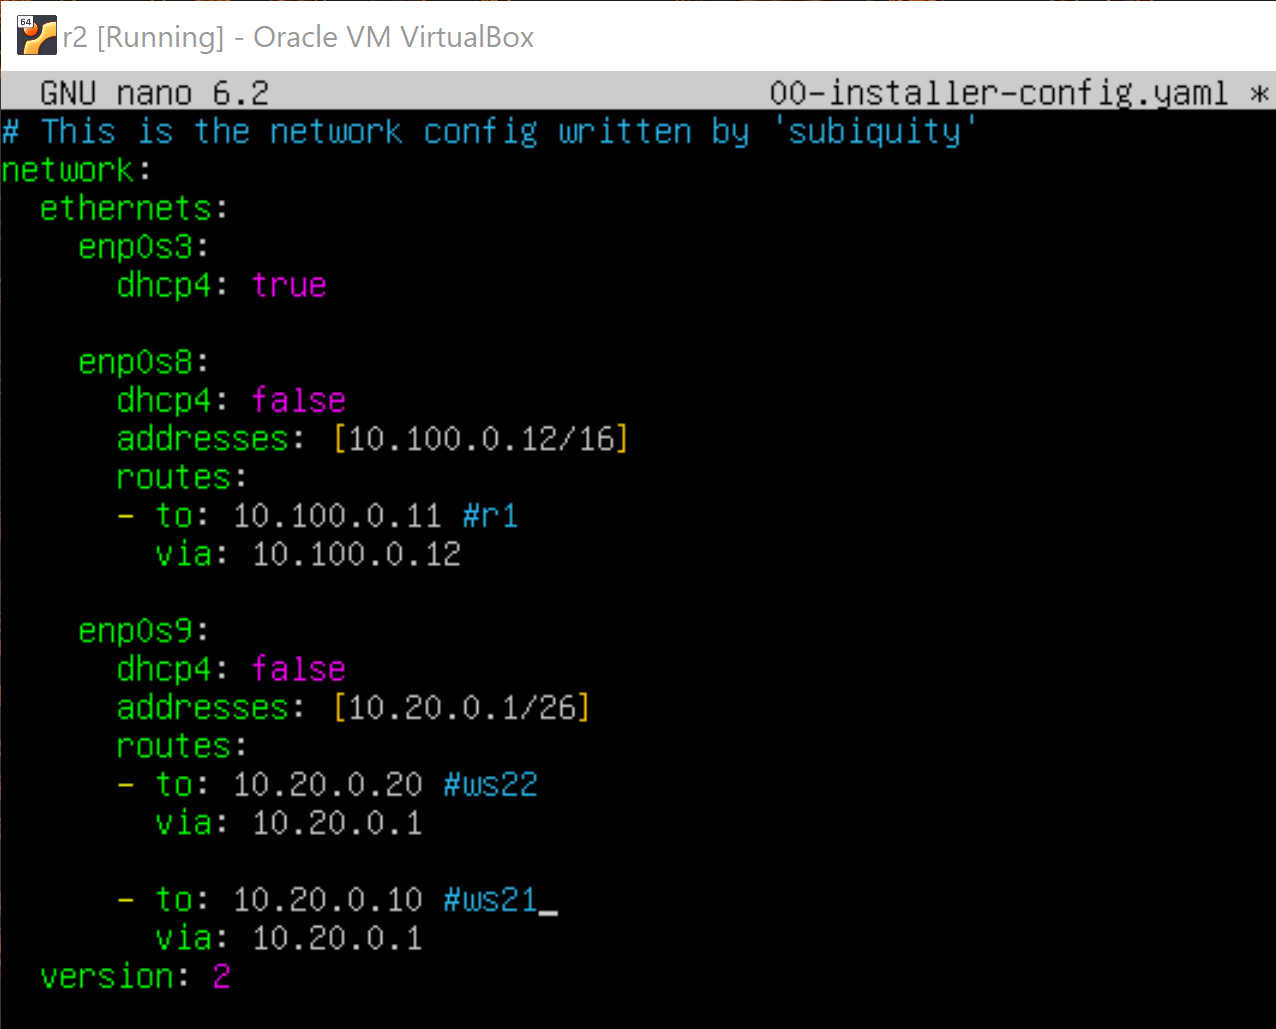 64
r2 [Running] - Oracle VM VirtualBox
GNU nano 6.2 00-installer-config.yaml *
# This is the network config written by 'subiquity'
network:
  ethernets:
    enp0s3:
      dhcp4: true

    enp0s8:
      dhcp4: false
      addresses: [10.100.0.12/16]
      routes:
      - to: 10.100.0.11 #r1
        via: 10.100.0.12

    enp0s9:
      dhcp4: false
      addresses: [10.20.0.1/26]
      routes:
      - to: 10.20.0.20 #ws22
        via: 10.20.0.1

      - to: 10.20.0.10 #ws21
        via: 10.20.0.1
  version: 2